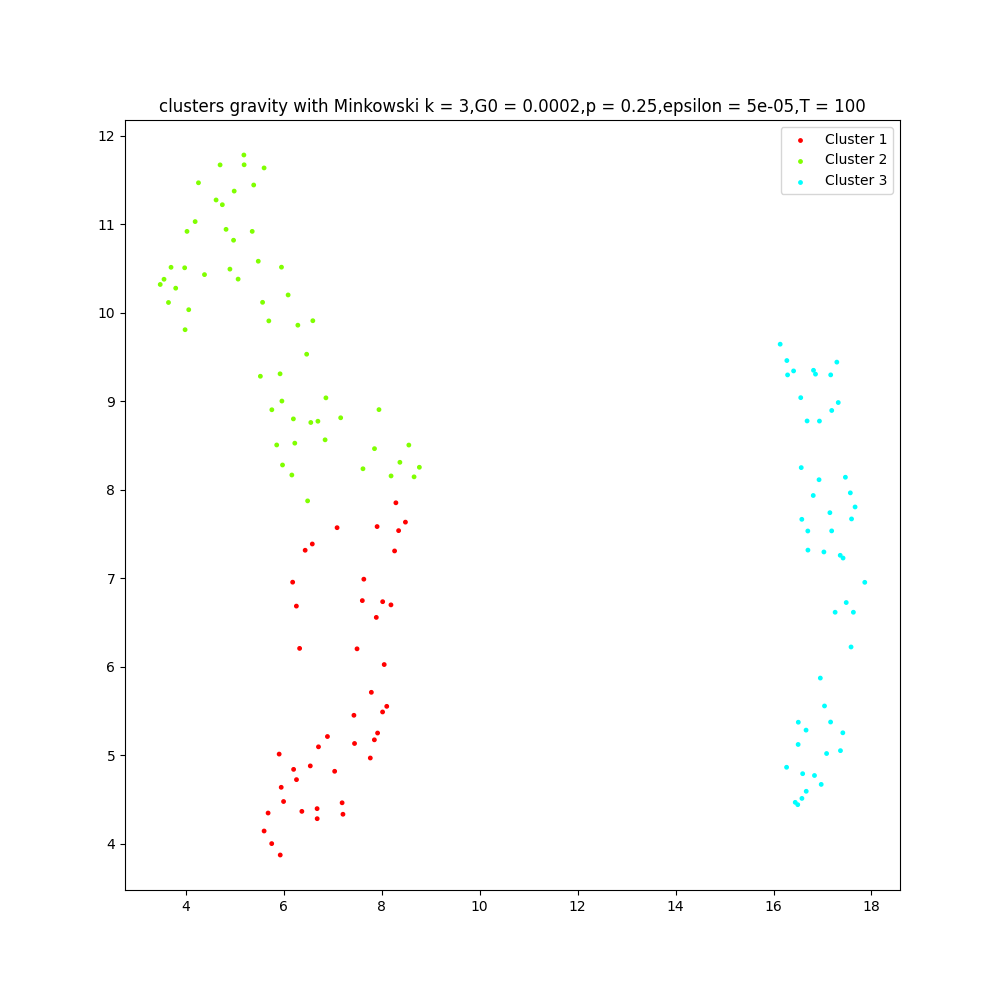 clusters gravity with Minkowski k = 3,G0 = 0.0002,p = 0.25,epsilon = 5e-05,T = 100
Cluster 1
Cluster 2
Cluster 3
12
11
10
9
8
7
6
5
4
4 6 8 10 12 14 16 18